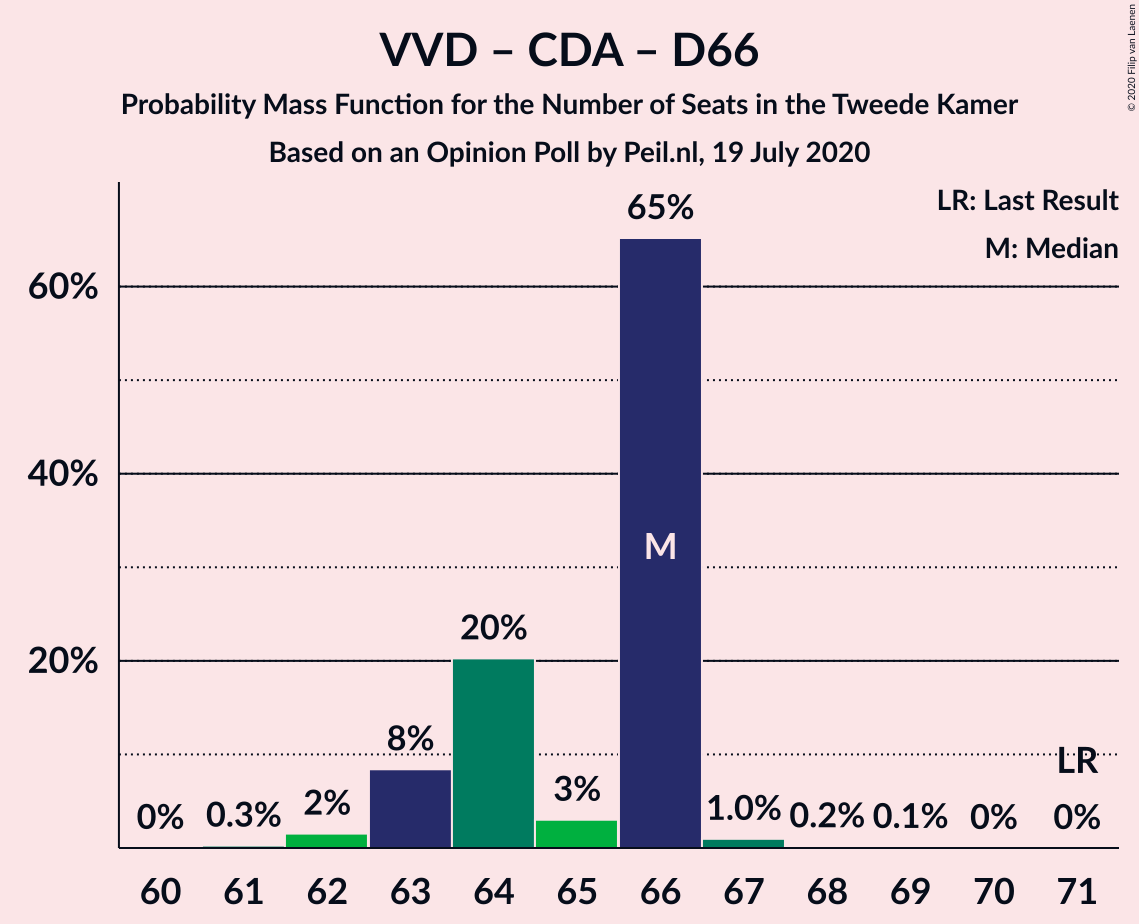 VVD – CDA – D66
Probability Mass Function for the Number of Seats in the Tweede Kamer
Based on an Opinion Poll by Peil.nl, 19 July 2020
© 2020 Filip van Laenen
LR: Last Result
M: Median
60%
40%
20%
0%
0.3%
2%
8%
20%
3%
65%
M
1.0%
0.2%
0.1%
0%
LR
0%
60 61 62 63 64 65 66 67 68 69 70 71